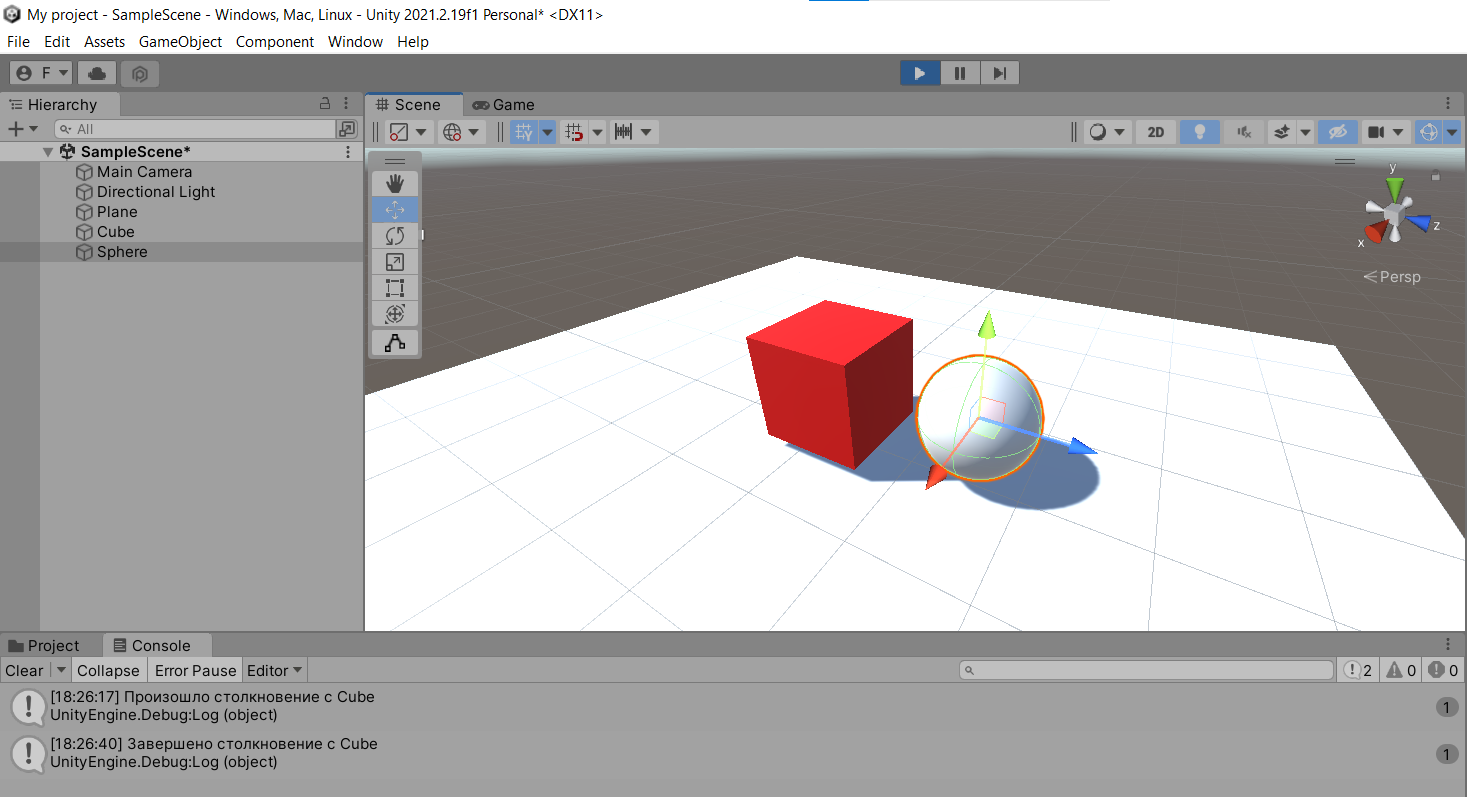 My project - SampleScene - Windows, Mac, Linux - Unity 2021.2.19f1 Personal* <DX11>
File Edit Assets GameObject Component Window Help
F
Hierarchy
Scene Game
All
2D
SampleScene*
Main Camera
Directional Light
Plane
Cube
Sphere
y
z
x
Persp
Project Console
Clear Collapse Error Pause Editor 2 0 0
[18:26:17] Произошло столкновение с Cube
UnityEngine.Debug:Log (object)
1
[18:26:40] Завершено столкновение с Cube
UnityEngine.Debug:Log (object)
1